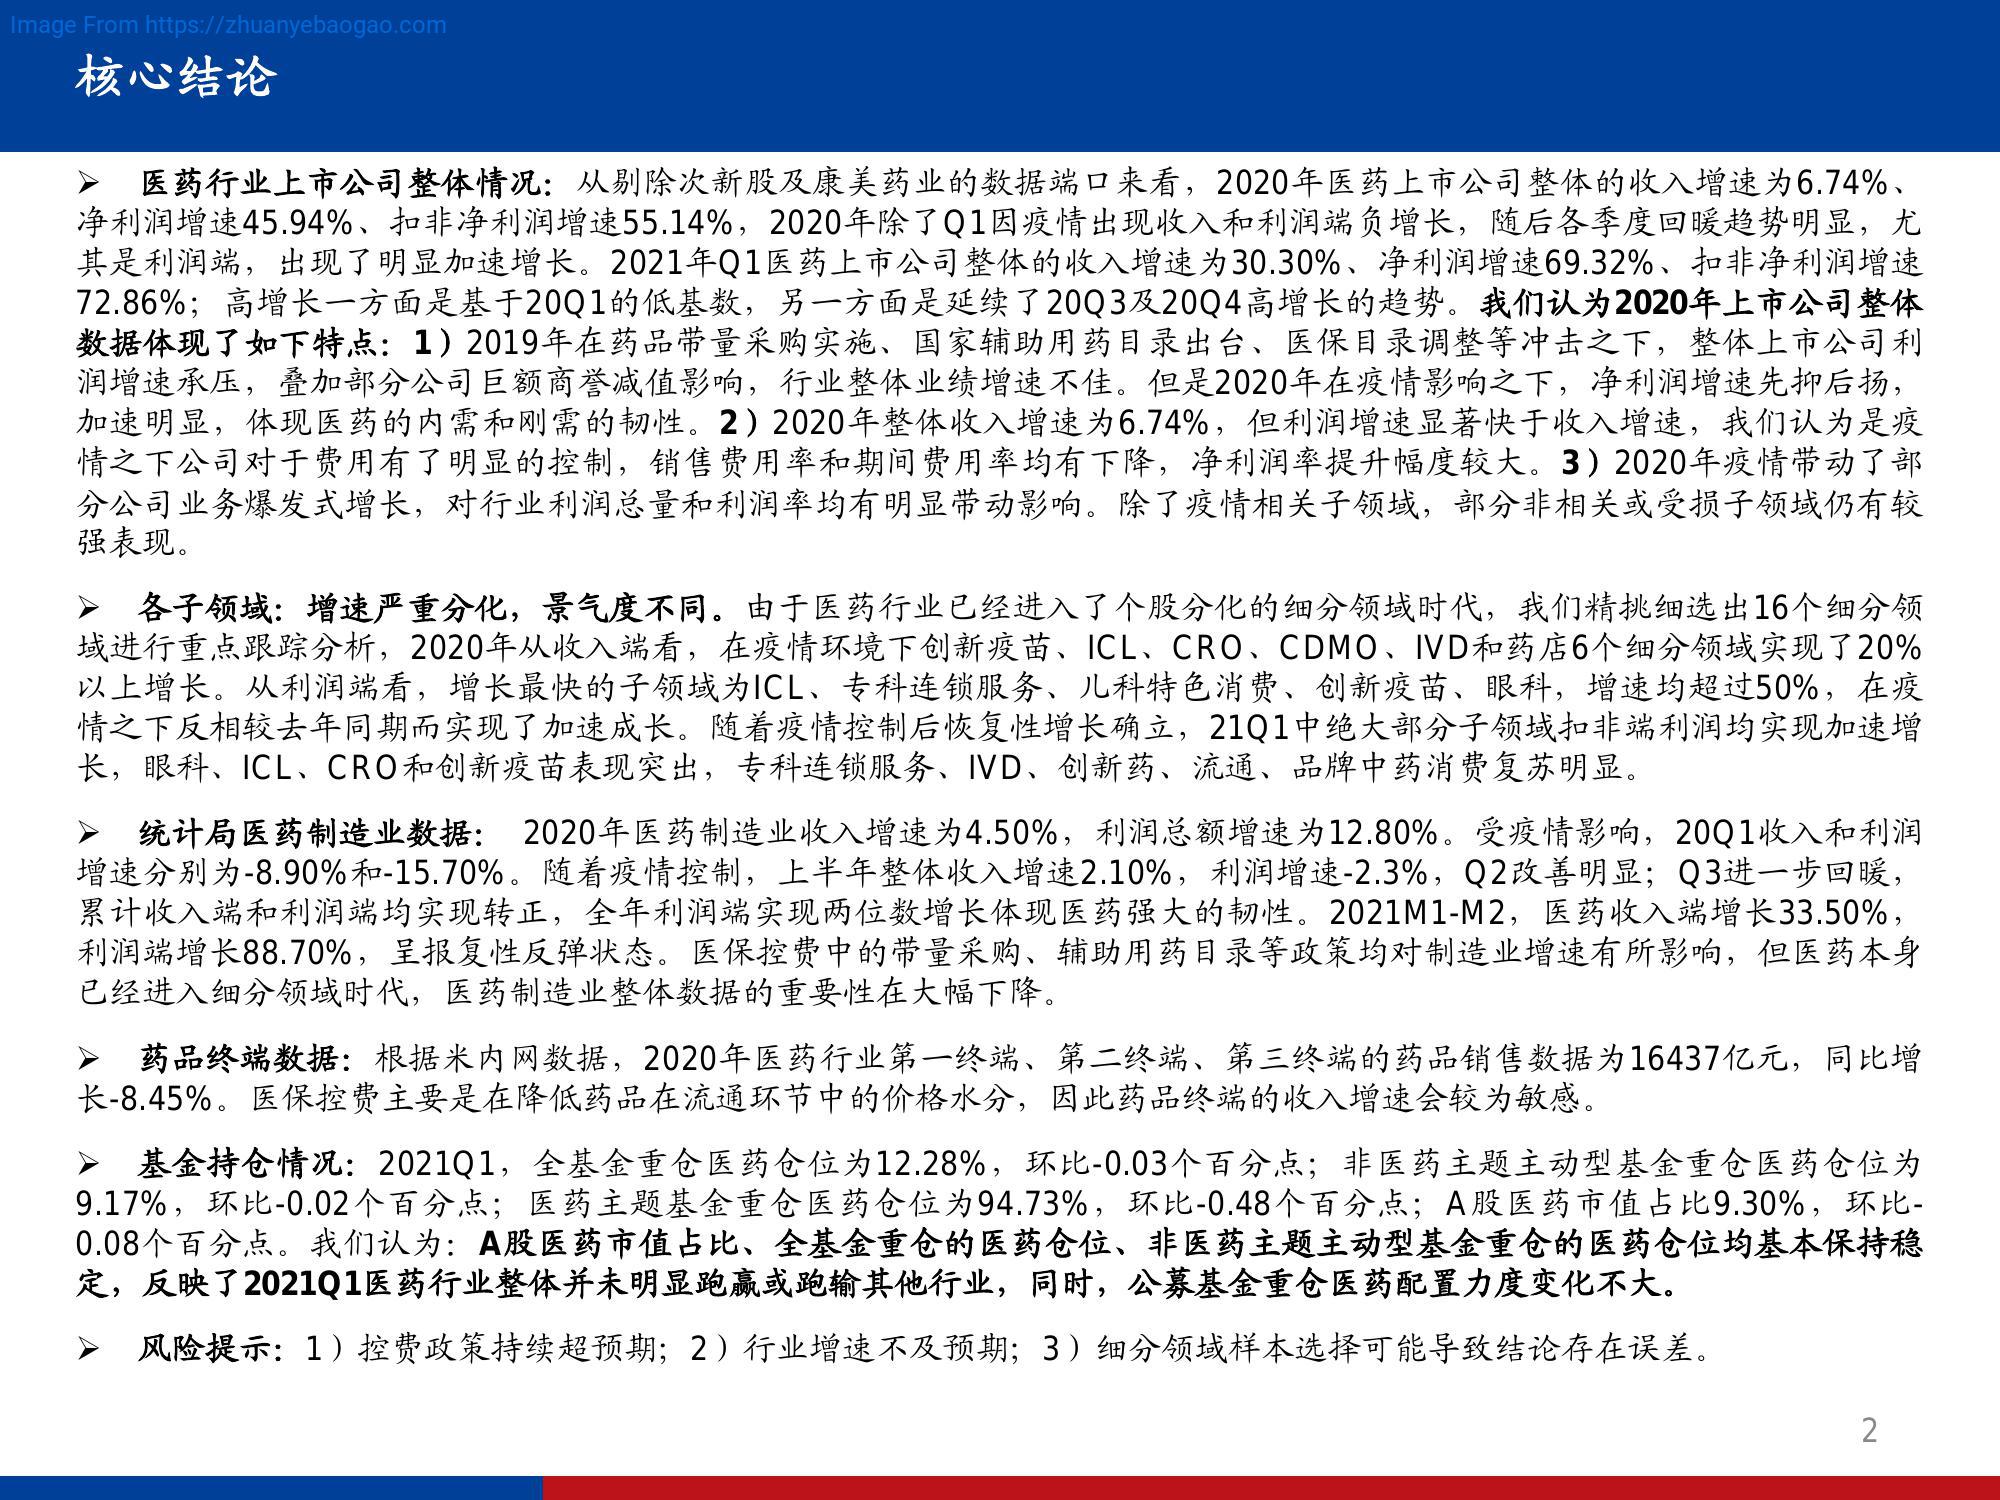 Image From https://zhuanyebaogao.com
核心结论
➢ 医药行业上市公司整体情况：从剔除次新股及康美药业的数据端口来看，2020年医药上市公司整体的收入增速为6.74%、
净利润增速45.94%、扣非净利润增速55.14%，2020年除了Q1因疫情出现收入和利润端负增长，随后各季度回暖趋势明显，尤
其是利润端，出现了明显加速增长。2021年Q1医药上市公司整体的收入增速为30.30%、净利润增速69.32%、扣非净利润增速
72.86%；高增长一方面是基于20Q1的低基数，另一方面是延续了20Q3及20Q4高增长的趋势。我们认为2020年上市公司整体
数据体现了如下特点：1）2019年在药品带量采购实施、国家辅助用药目录出台、医保目录调整等冲击之下，整体上市公司利
润增速承压，叠加部分公司巨额商誉减值影响，行业整体业绩增速不佳。但是2020年在疫情影响之下，净利润增速先抑后扬，
加速明显，体现医药的内需和刚需的韧性。2）2020年整体收入增速为6.74%，但利润增速显著快于收入增速，我们认为是疫
情之下公司对于费用有了明显的控制，销售费用率和期间费用率均有下降，净利润率提升幅度较大。3）2020年疫情带动了部
分公司业务爆发式增长，对行业利润总量和利润率均有明显带动影响。除了疫情相关子领域，部分非相关或受损子领域仍有较
强表现。
➢ 各子领域：增速严重分化，景气度不同。由于医药行业已经进入了个股分化的细分领域时代，我们精挑细选出16个细分领
域进行重点跟踪分析，2020年从收入端看，在疫情环境下创新疫苗、ICL、CRO、CDMO、IVD和药店6个细分领域实现了20%
以上增长。从利润端看，增长最快的子领域为ICL、专科连锁服务、儿科特色消费、创新疫苗、眼科，增速均超过50%，在疫
情之下反相较去年同期而实现了加速成长。随着疫情控制后恢复性增长确立，21Q1中绝大部分子领域扣非端利润均实现加速增
长，眼科、ICL、CRO和创新疫苗表现突出，专科连锁服务、IVD、创新药、流通、品牌中药消费复苏明显。
➢ 统计局医药制造业数据： 2020年医药制造业收入增速为4.50%，利润总额增速为12.80%。受疫情影响，20Q1收入和利润
增速分别为-8.90%和-15.70%。随着疫情控制，上半年整体收入增速2.10%，利润增速-2.3%，Q2改善明显；Q3进一步回暖，
累计收入端和利润端均实现转正，全年利润端实现两位数增长体现医药强大的韧性。2021M1-M2，医药收入端增长33.50%，
利润端增长88.70%，呈报复性反弹状态。医保控费中的带量采购、辅助用药目录等政策均对制造业增速有所影响，但医药本身
已经进入细分领域时代，医药制造业整体数据的重要性在大幅下降。
➢ 药品终端数据：根据米内网数据，2020年医药行业第一终端、第二终端、第三终端的药品销售数据为16437亿元，同比增
长-8.45%。医保控费主要是在降低药品在流通环节中的价格水分，因此药品终端的收入增速会较为敏感。
➢ 基金持仓情况：2021Q1，全基金重仓医药仓位为12.28%，环比-0.03个百分点；非医药主题主动型基金重仓医药仓位为
9.17%，环比-0.02个百分点；医药主题基金重仓医药仓位为94.73%，环比-0.48个百分点；A股医药市值占比9.30%，环比-
0.08个百分点。我们认为：A股医药市值占比、全基金重仓的医药仓位、非医药主题主动型基金重仓的医药仓位均基本保持稳
定，反映了2021Q1医药行业整体并未明显跑赢或跑输其他行业，同时，公募基金重仓医药配置力度变化不大。
➢ 风险提示：1）控费政策持续超预期；2）行业增速不及预期；3）细分领域样本选择可能导致结论存在误差。
2